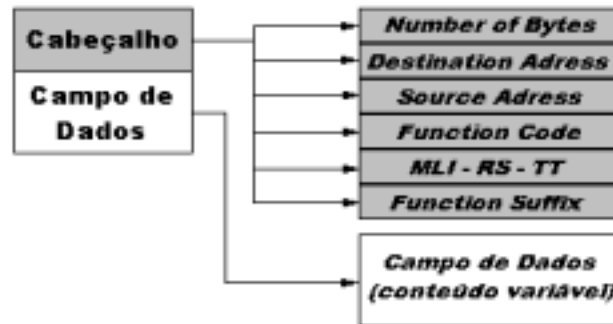 Cabeçalho
Campo de
Dados
Number of Bytes
Destination Adress
Source Adress
Function Code
MLI - RS - TT
Function Suffix
Campo de Dados
(conteúdo variável)